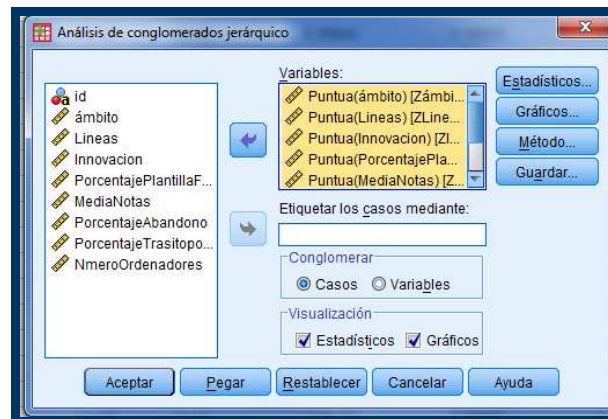 Análisis de conglomerados jerárquico
id
ámbito
Lineas
Innovacion
PorcentajePlantillaF...
MediaNotas
PorcentajeAbandono
PorcentajeTrasitopo...
NmeroOrdenadores
Variables:
Puntua(ámbito) [Zámbi...
Puntua(Lineas) [ZLine...
Puntua(Innovacion) [ZI...
Puntua(PorcentajePla...
Puntua(MediaNotas) [Z...
Etiquetar los casos mediante:
Conglomerar
Casos Variables
Visualización
Estadísticos Gráficos
Estadísticos...
Gráficos...
Método...
Guardar...
Aceptar Pegar Restablecer Cancelar Ayuda